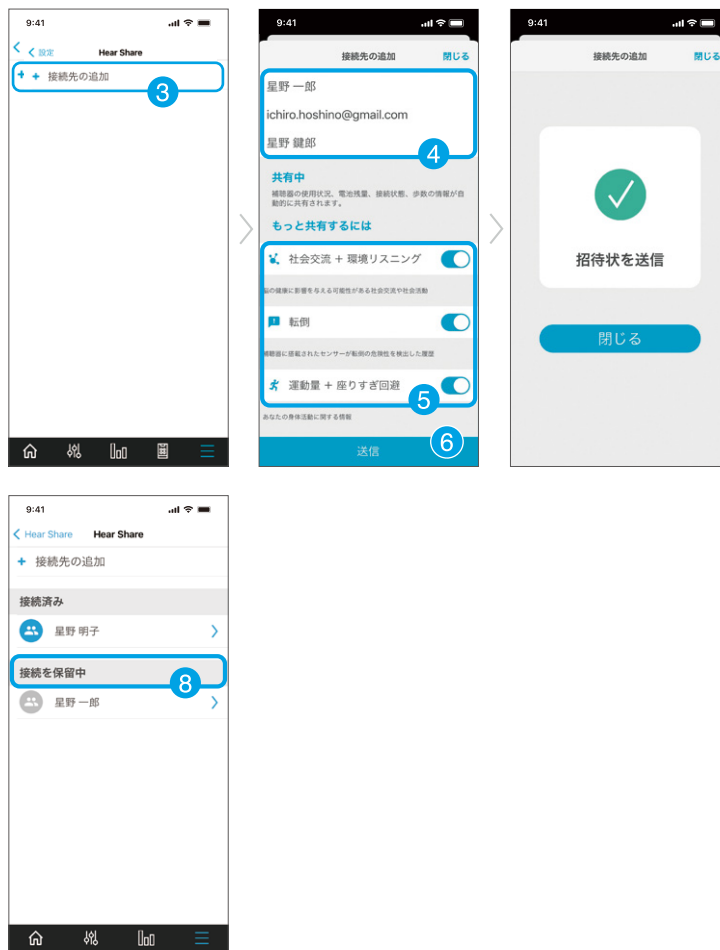 9:41
設定
Hear Share
+ 接続先の追加
3
9:41
接続先の追加
閉じる
星野 一郎
ichiro.hoshino@gmail.com
星野 鍵郎
4
共有中
補聴器の使用状況、電池残量、接続状態、歩数の情報が自
動的に共有されます。
もっと共有するには
社会交流 + 環境リスニング
脳の健康に影響を与える可能性がある社会交流や社会活動
転倒
補聴器に搭載されたセンサーが転倒の危険性を検出した履歴
運動量 + 座りすぎ回避
5
あなたの身体活動に関する情報
6
送信
9:41
接続先の追加
閉じる
招待状を送信
閉じる
9:41
Hear Share
Hear Share
+ 接続先の追加
接続済み
星野 明子
接続を保留中
8
星野 一郎